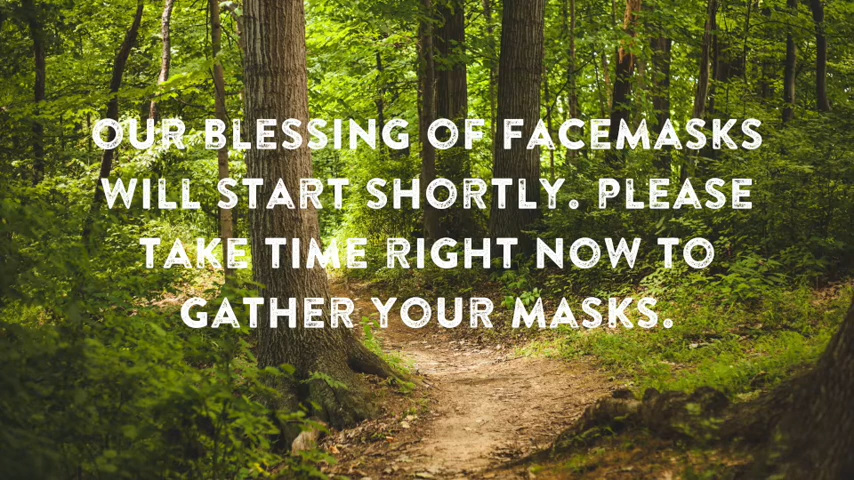 OUR BLESSING OF FACEMASKS
WILL START SHORTLY. PLEASE
TAKE TIME RIGHT NOW TO
GATHER YOUR MASKS.